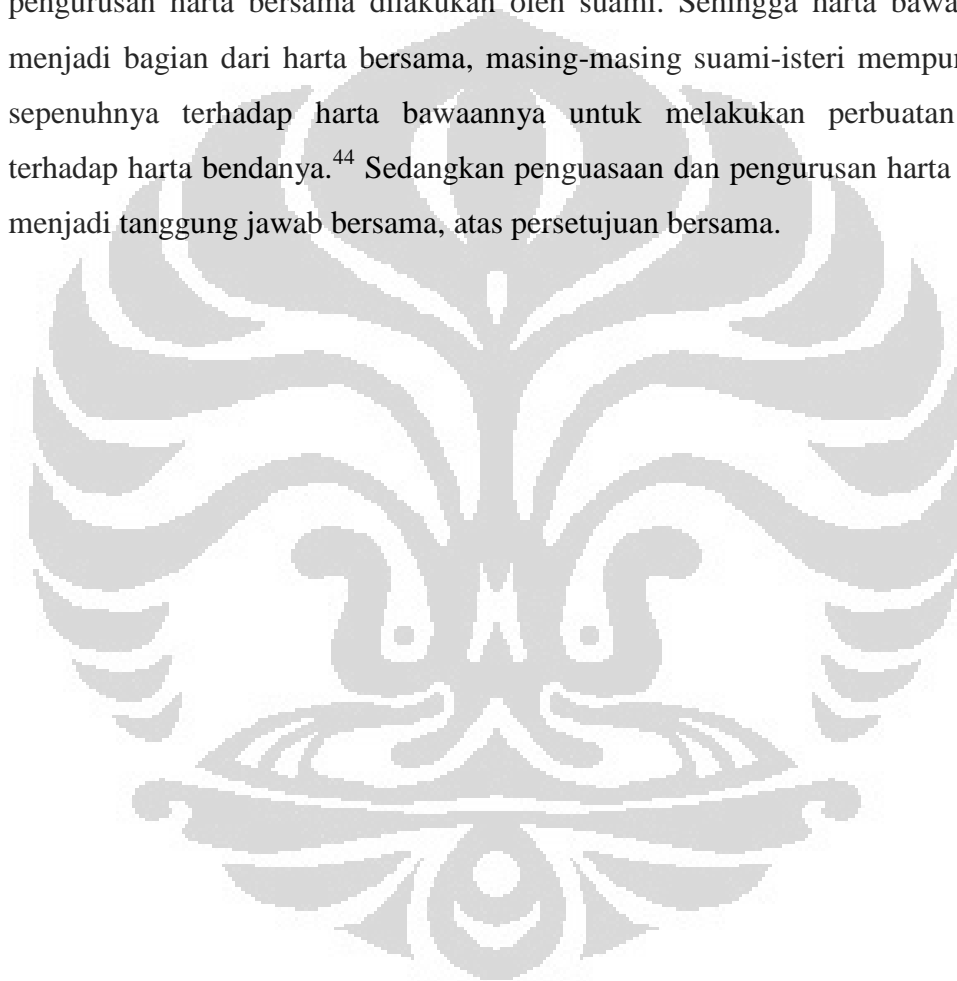 pengurusan harta bersama dilakukan oleh suami. Sehingga harta bawa
menjadi bagian dari harta bersama, masing-masing suami-isteri mempu
sepenuhnya terhadap harta bawaannya untuk melakukan perbuatan
terhadap harta bendanya.44 Sedangkan penguasaan dan pengurusan harta
menjadi tanggung jawab bersama, atas persetujuan bersama.